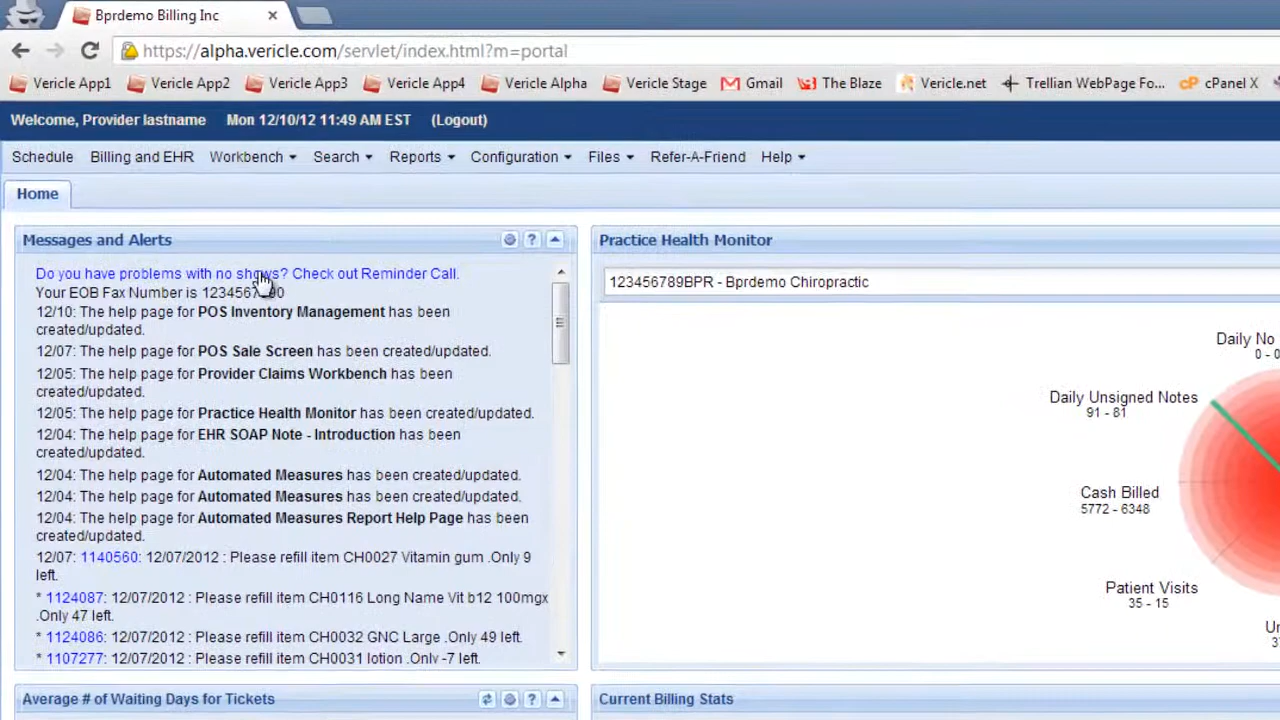 Bprdemo Billing Inc
https://alpha.vericle.com/servlet/index.html?m=portal
Vericle App1 Vericle App2 Vericle App3 Vericle App4 Vericle Alpha Vericle Stage Gmail The Blaze Vericle.net Trellian WebPage Fo... cPanel X
Welcome, Provider lastname Mon 12/10/12 11:49 AM EST (Logout)
Schedule Billing and EHR Workbench Search Reports Configuration Files Refer-A-Friend Help
Home
Messages and Alerts
Do you have problems with no shows? Check out Reminder Call.
Your EOB Fax Number is
12/10: The help page for POS Inventory Management has been
created/updated.
12/07: The help page for POS Sale Screen has been created/updated.
12/05: The help page for Provider Claims Workbench has been
created/updated.
12/05: The help page for Practice Health Monitor has been created/updated.
12/04: The help page for EHR SOAP Note - Introduction has been
created/updated.
12/04: The help page for Automated Measures has been created/updated.
12/04: The help page for Automated Measures has been created/updated.
12/04: The help page for Automated Measures Report Help Page has been
created/updated.
12/07: 1140560: 12/07/2012 : Please refill item CH0027 Vitamin gum .Only 9
left.
* 1124087: 12/07/2012 : Please refill item CH0116 Long Name Vit b12 100mgx
.Only 47 left.
* 1124086: 12/07/2012 : Please refill item CH0032 GNC Large .Only 49 left.
* 1107277: 12/07/2012 : Please refill item CH0031 lotion .Only -7 left.
Practice Health Monitor
123456789BPR - Bprdemo Chiropractic
Daily No
0 - 0
Daily Unsigned Notes
91 - 81
Cash Billed
5772 - 6348
Patient Visits
35 - 15
Average # of Waiting Days for Tickets
Current Billing Stats